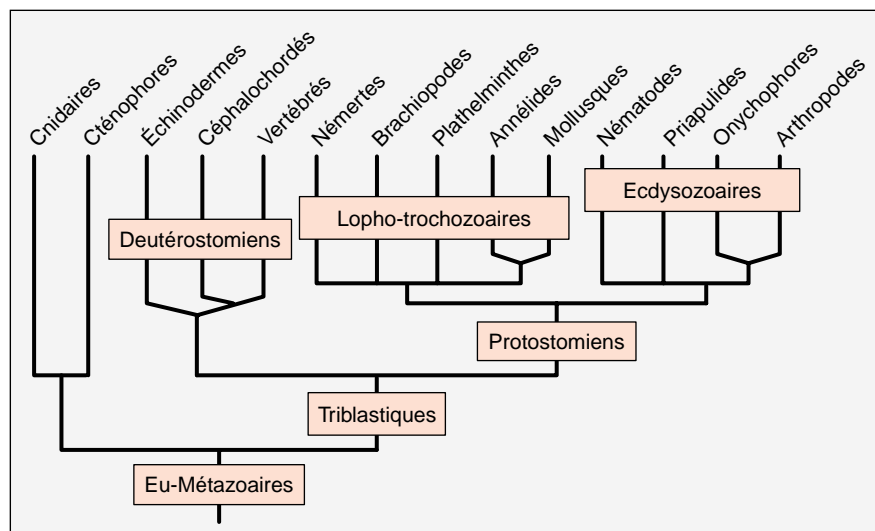 Cnidaires
Cténophores
Échinodermes
Céphalochordés
Vertébrés
Némertes
Brachiopodes
Plathelminthes
Annélides
Mollusques
Nématodes
Priapulides
Onychophores
Arthropodes
Ecdysozoaires
Lopho-trochozoaires
Deutérostomiens
Protostomiens
Triblastiques
Eu-Métazoaires